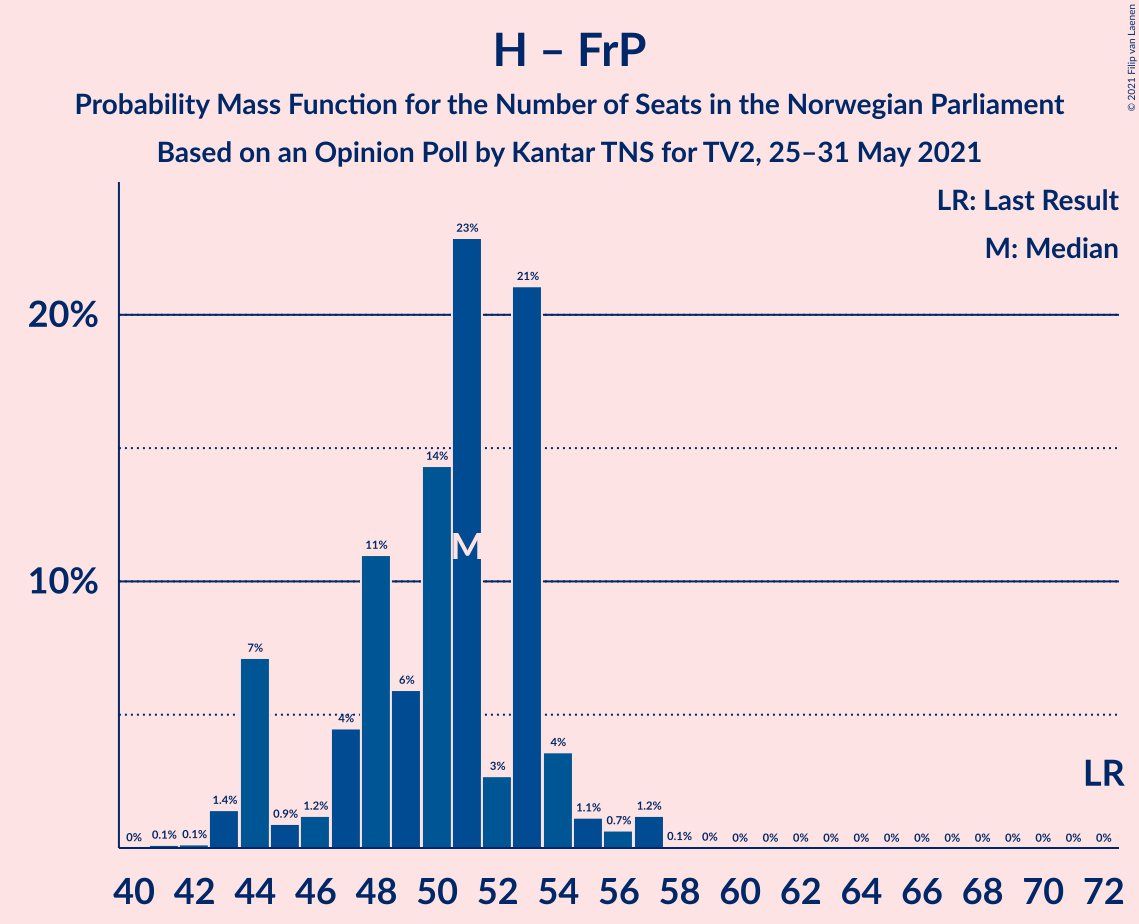 H – FrP
Probability Mass Function for the Number of Seats in the Norwegian Parliament
Based on an Opinion Poll by Kantar TNS for TV2, 25–31 May 2021
© 2021 Filip van Laenen
LR: Last Result
M: Median
20%
10%
0% 0.1% 0.1% 1.4% 7% 0.9% 1.2% 4% 11% 6% 14% 23% 3% 21% 4% 1.1% 0.7% 1.2% 0.1% 0% 0% 0% 0% 0% 0% 0% 0% 0% 0% 0% 0% 0% 0%
M
LR
40 42 44 46 48 50 52 54 56 58 60 62 64 66 68 70 72